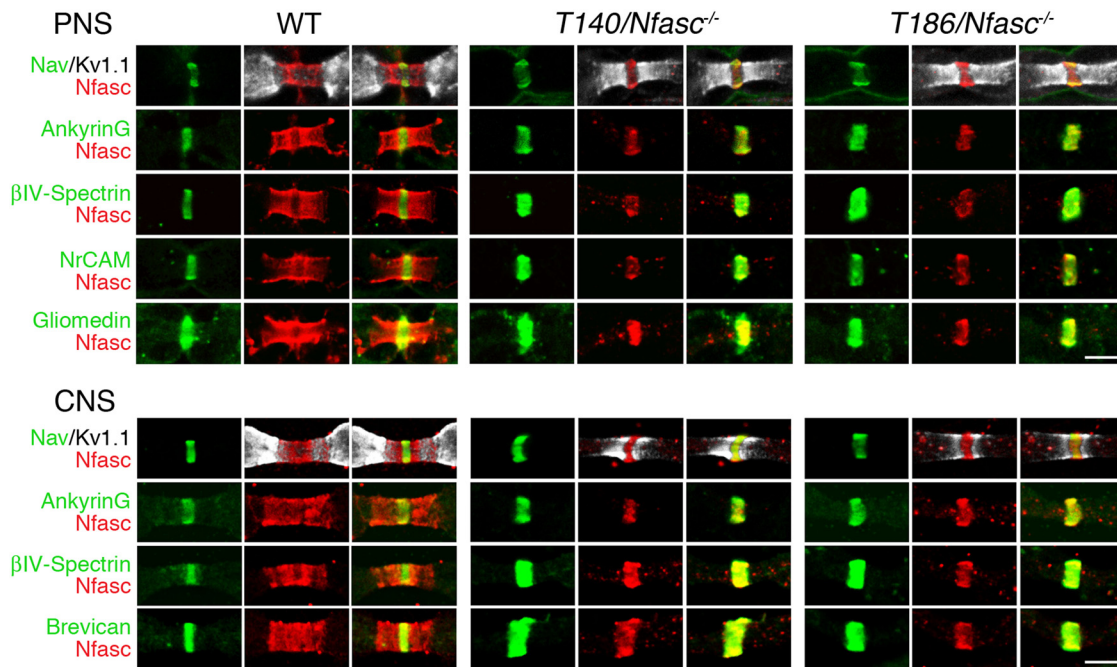 PNS WT T140/Nfasc-/- T186/Nfasc-/-
Nav/Kv1.1
Nfasc
AnkyrinG
Nfasc
βIV-Spectrin
Nfasc
NrCAM
Nfasc
Gliomedin
Nfasc
CNS
Nav/Kv1.1
Nfasc
AnkyrinG
Nfasc
βIV-Spectrin
Nfasc
Brevican
Nfasc